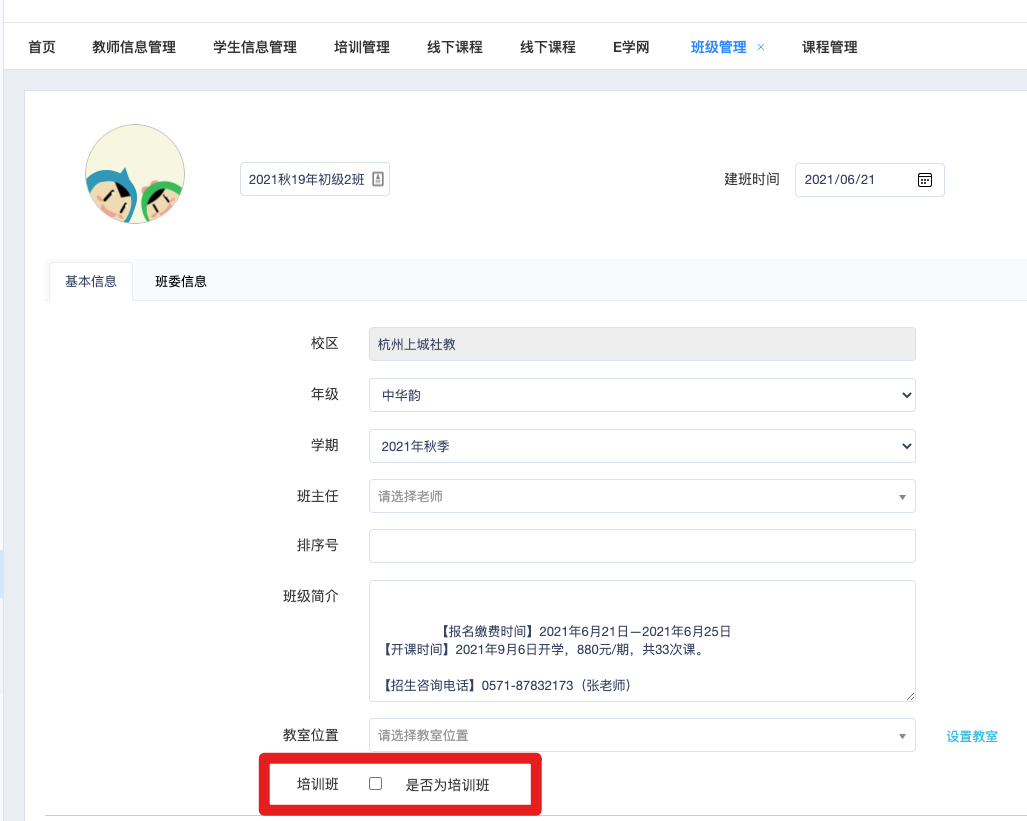 首页 教师信息管理 学生信息管理 培训管理 线下课程 线下课程 E学网 班级管理 × 课程管理
2021秋19年初级2班 建班时间 2021/06/21
基本信息 班委信息
校区 杭州上城社教
年级 中华韵
学期 2021年秋季
班主任 请选择老师
排序号
班级简介
【报名缴费时间】2021年6月21日—2021年6月25日
【开课时间】2021年9月6日开学，880元/期，共33次课。
【招生咨询电话】0571-87832173（张老师）
教室位置 请选择教室位置 设置教室
培训班 是否为培训班